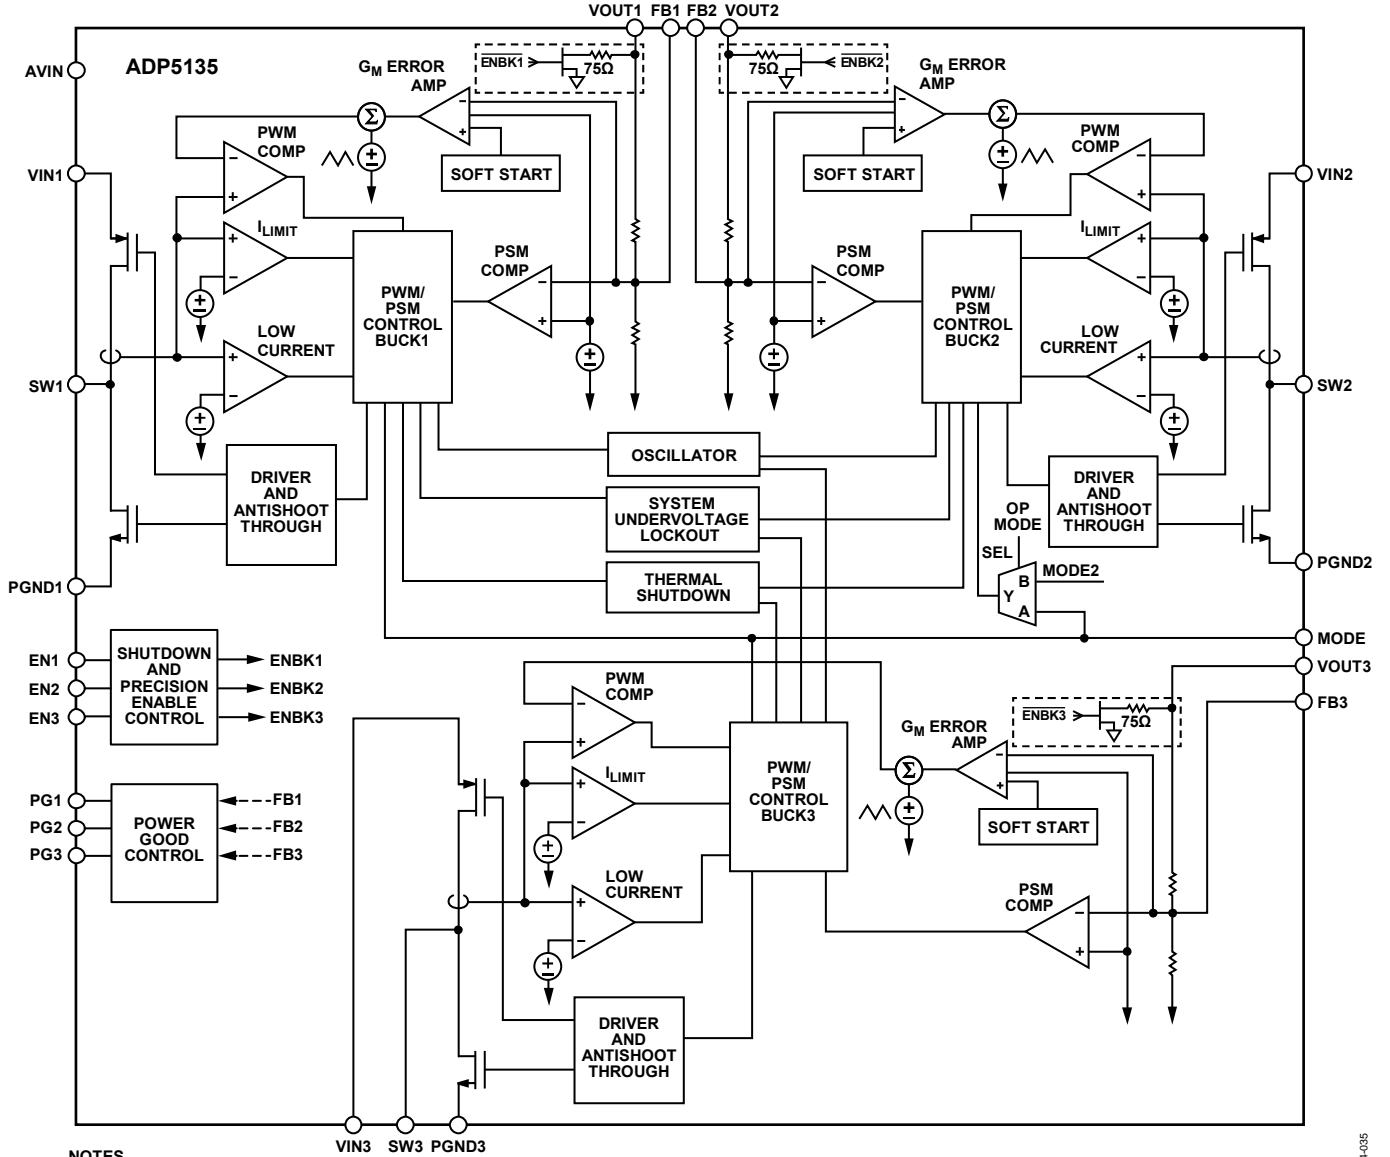 VOUT1 FB1 FB2 VOUT2
AVIN
ADP5135
ENBK1
75Ω
75Ω
ENBK2
GM ERROR
AMP
GM ERROR
AMP
Σ
Σ
PWM
COMP
PWM
COMP
SOFT START
SOFT START
VIN1
VIN2
ILIMIT
ILIMIT
PSM
COMP
PSM
COMP
PWM/
PSM
CONTROL
BUCK1
PWM/
PSM
CONTROL
BUCK2
LOW
CURRENT
LOW
CURRENT
SW1
SW2
DRIVER
AND
ANTISHOOT
THROUGH
OSCILLATOR
SYSTEM
UNDERVOLTAGE
LOCKOUT
THERMAL
SHUTDOWN
DRIVER
AND
ANTISHOOT
THROUGH
OP
MODE
SEL
B
MODE2
Y
A
PGND1
PGND2
MODE
VOUT3
FB3
EN1
EN2
EN3
SHUTDOWN
AND
PRECISION
ENABLE
CONTROL
ENBK1
ENBK2
ENBK3
PWM
COMP
ENBK3
75Ω
GM ERROR
AMP
Σ
ILIMIT
PWM/
PSM
CONTROL
BUCK3
SOFT START
PG1
PG2
PG3
POWER
GOOD
CONTROL
FB1
FB2
FB3
LOW
CURRENT
PSM
COMP
DRIVER
AND
ANTISHOOT
THROUGH
VIN3 SW3 PGND3
NOTES